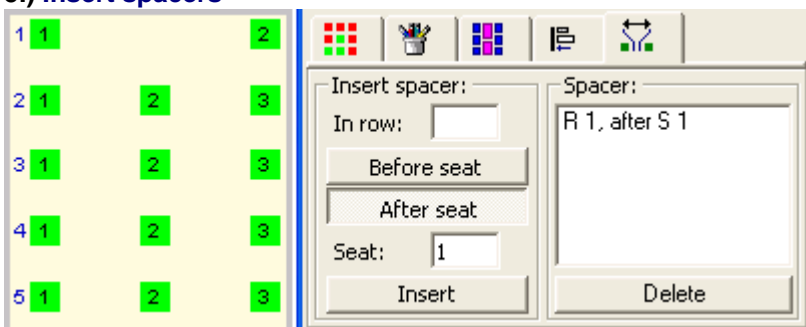 1 1 2
2 1 2 3
3 1 2 3
4 1 2 3
5 1 2 3
Insert spacer:
In row:
Before seat
After seat
Seat: 1
Insert
Spacer:
R 1, after S 1
Delete